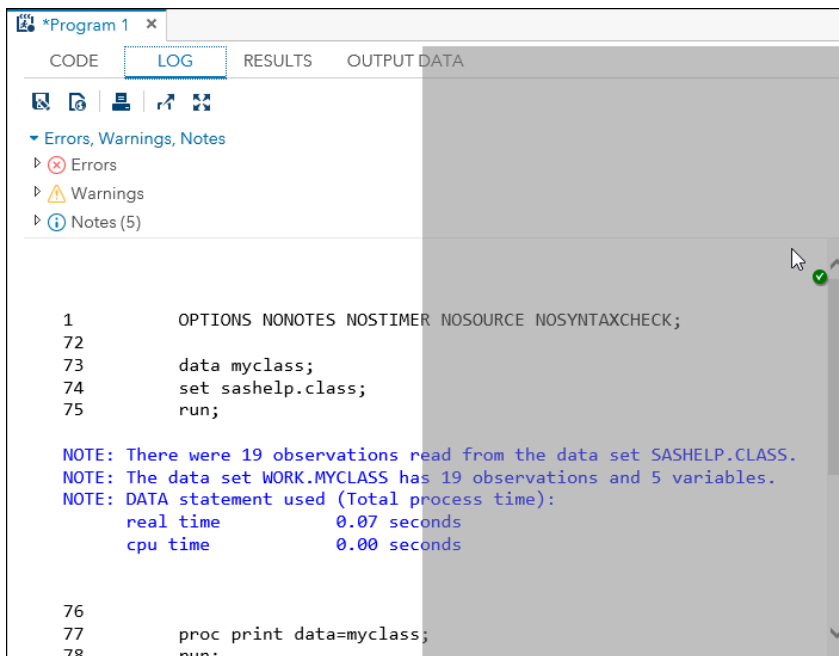 *Program 1 ×
CODE LOG RESULTS OUTPUT DATA
Errors, Warnings, Notes
Errors
Warnings
Notes (5)
1 OPTIONS NONOTES NOSTIMER NOSOURCE NOSYNTAXCHECK;
72
73 data myclass;
74 set sashelp.class;
75 run;
NOTE: There were 19 observations read from the data set SASHELP.CLASS.
NOTE: The data set WORK.MYCLASS has 19 observations and 5 variables.
NOTE: DATA statement used (Total process time):
real time 0.07 seconds
cpu time 0.00 seconds
76
77 proc print data=myclass;
78 run;